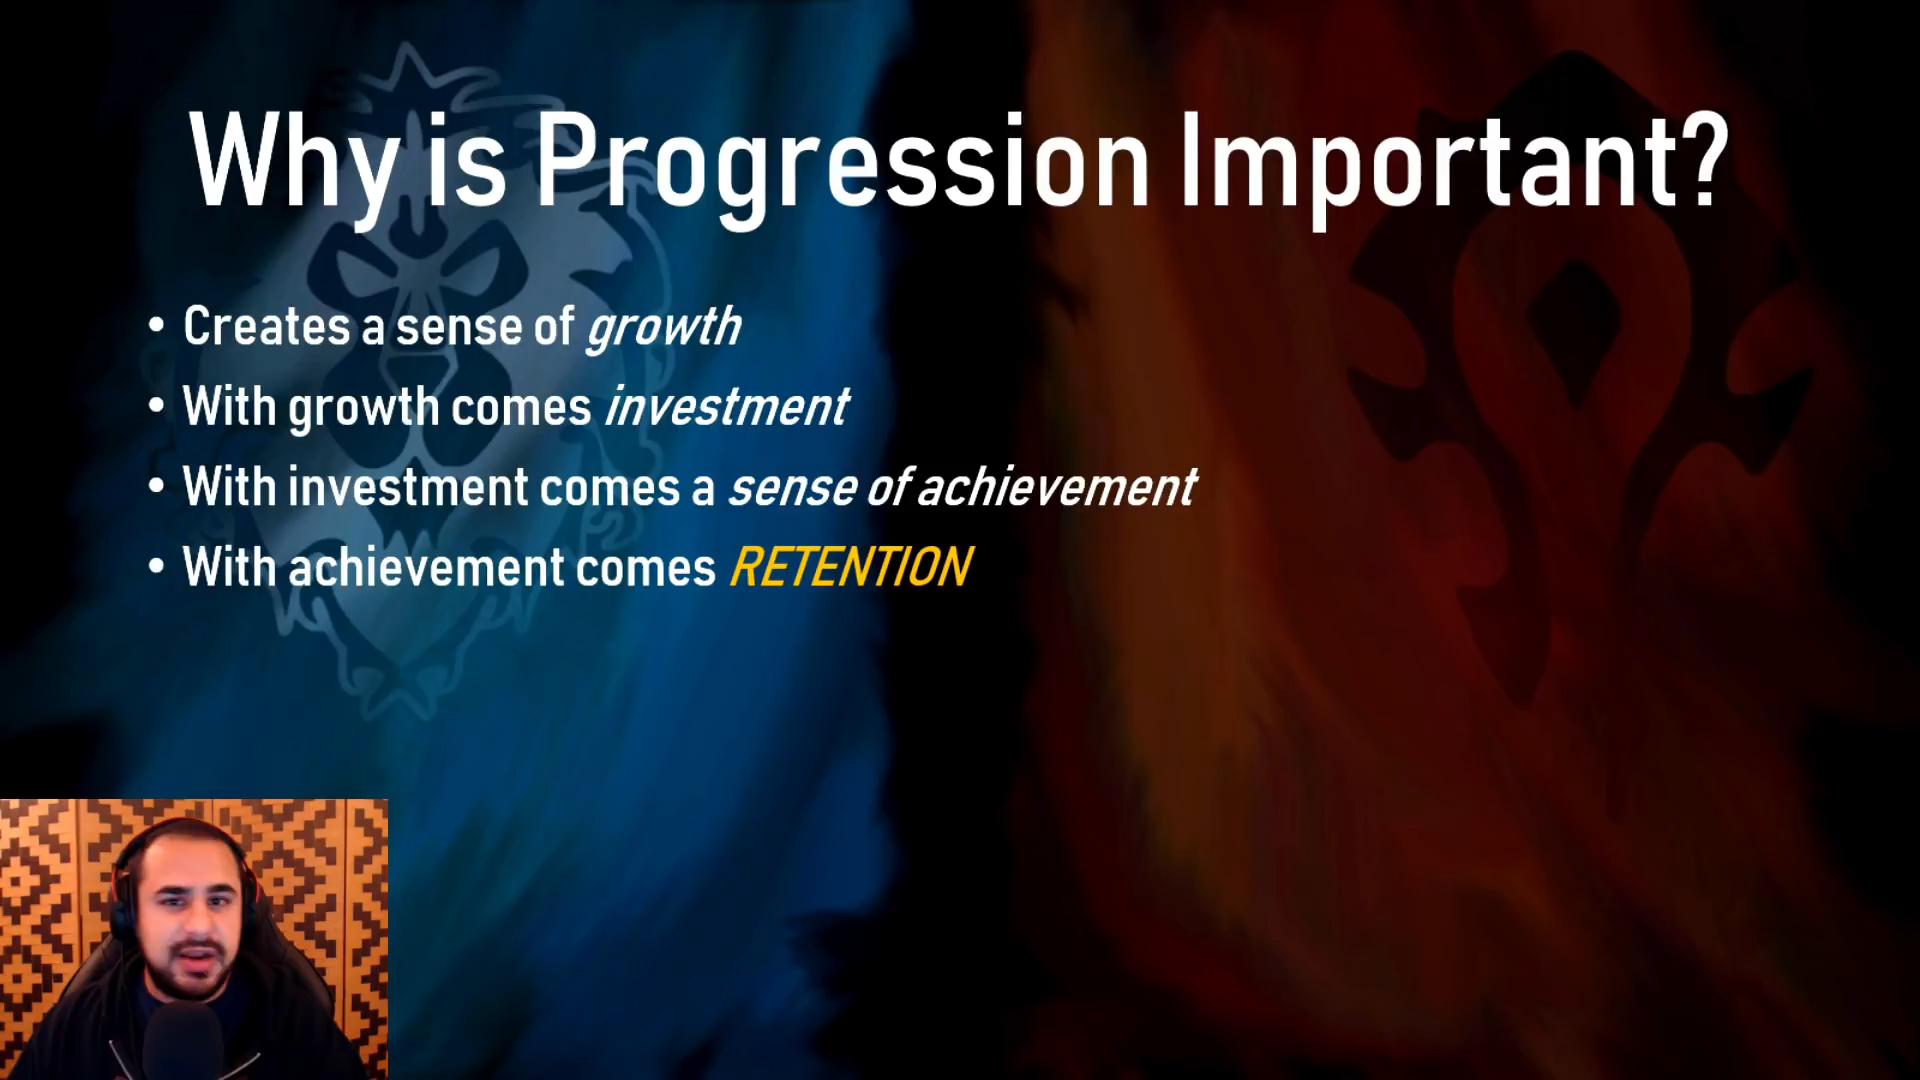 Why is Progression Important?
• Creates a sense of growth
• With growth comes investment
• With investment comes a sense of achievement
• With achievement comes RETENTION